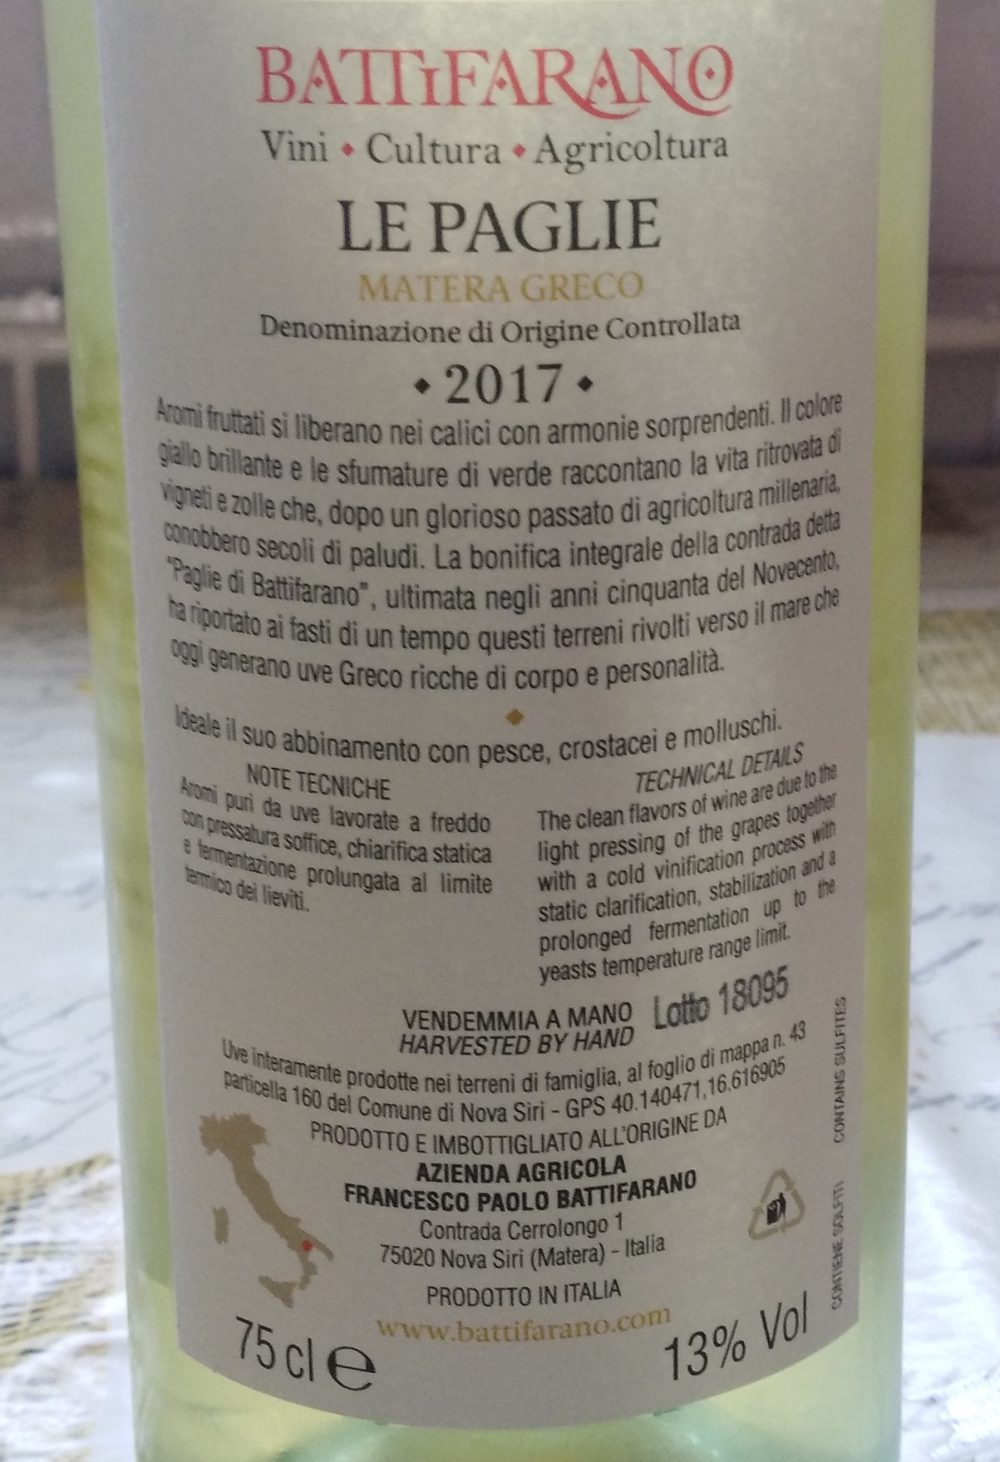 BATTiFARANO
Vini • Cultura • Agricoltura
LE PAGLIE
MATERA GRECO
Denominazione di Origine Controllata
• 2017 •
Aromi fruttati si liberano nei calici con armonie sorprendenti. Il colore
giallo brillante e le sfumature di verde raccontano la vita ritrovata di
vigneti e zolle che, dopo un glorioso passato di agricoltura millenaria,
conobbero secoli di paludi. La bonifica integrale della contrada detta
"Paglie di Battifarano", ultimata negli anni cinquanta del Novecento,
ha riportato ai fasti di un tempo questi terreni rivolti verso il mare che
oggi generano uve Greco ricche di corpo e personalità.
Ideale il suo abbinamento con pesce, crostacei e molluschi.
NOTE TECNICHE
Aromi puri da uve lavorate a freddo
con pressatura soffice, chiarifica statica
e fermentazione prolungata al limite
termico dei lieviti.
TECHNICAL DETAILS
The clean flavors of wine are due to the
light pressing of the grapes together
with a cold vinification process with
static clarification, stabilization and a
prolonged fermentation up to the
yeasts temperature range limit.
VENDEMMIA A MANO
HARVESTED BY HAND
Lotto 18095
Uve interamente prodotte nei terreni di famiglia, al foglio di mappa n. 43
particella 160 del Comune di Nova Siri - GPS 40.140471,16.616905
PRODOTTO E IMBOTTIGLIATO ALL'ORIGINE DA
AZIENDA AGRICOLA
FRANCESCO PAOLO BATTIFARANO
Contrada Cerrolongo 1
75020 Nova Siri (Matera) - Italia
PRODOTTO IN ITALIA
www.battifarano.com
75 cl e
13% Vol
CONTIENE SOLFITI CONTAINS SULFITES